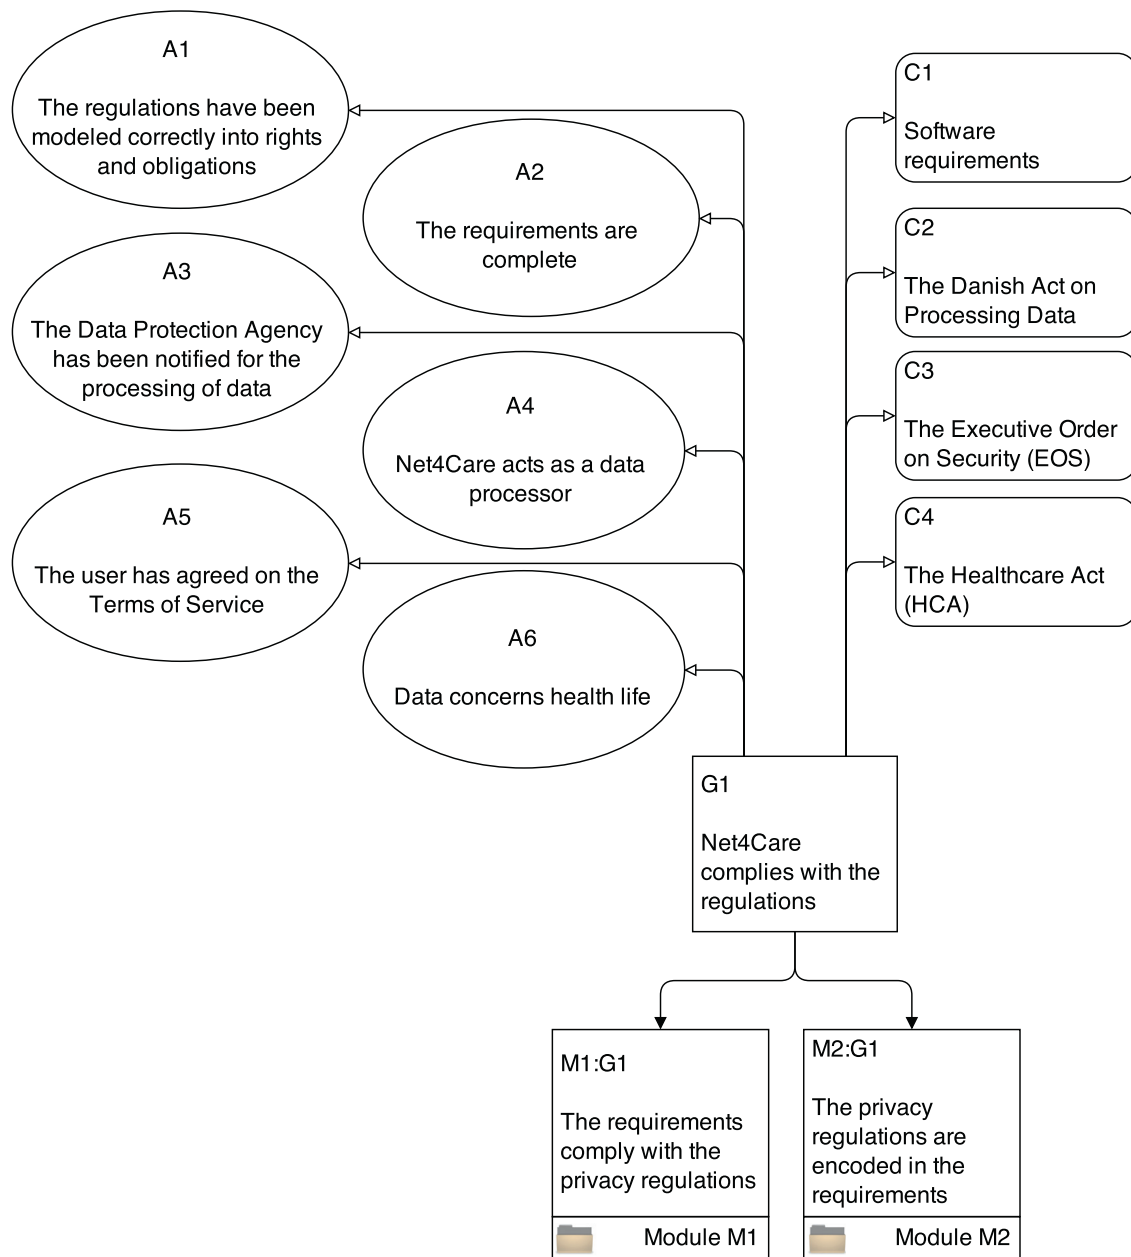 A1
The regulations have been
modeled correctly into rights
and obligations
A2
The requirements are
complete
A3
The Data Protection Agency
has been notified for the
processing of data
A4
Net4Care acts as a data
processor
A5
The user has agreed on the
Terms of Service
A6
Data concerns health life
C1
Software
requirements
C2
The Danish Act on
Processing Data
C3
The Executive Order
on Security (EOS)
C4
The Healthcare Act
(HCA)
G1
Net4Care
complies with the
regulations
M1:G1
The requirements
comply with the
privacy regulations
Module M1
M2:G1
The privacy
regulations are
encoded in the
requirements
Module M2